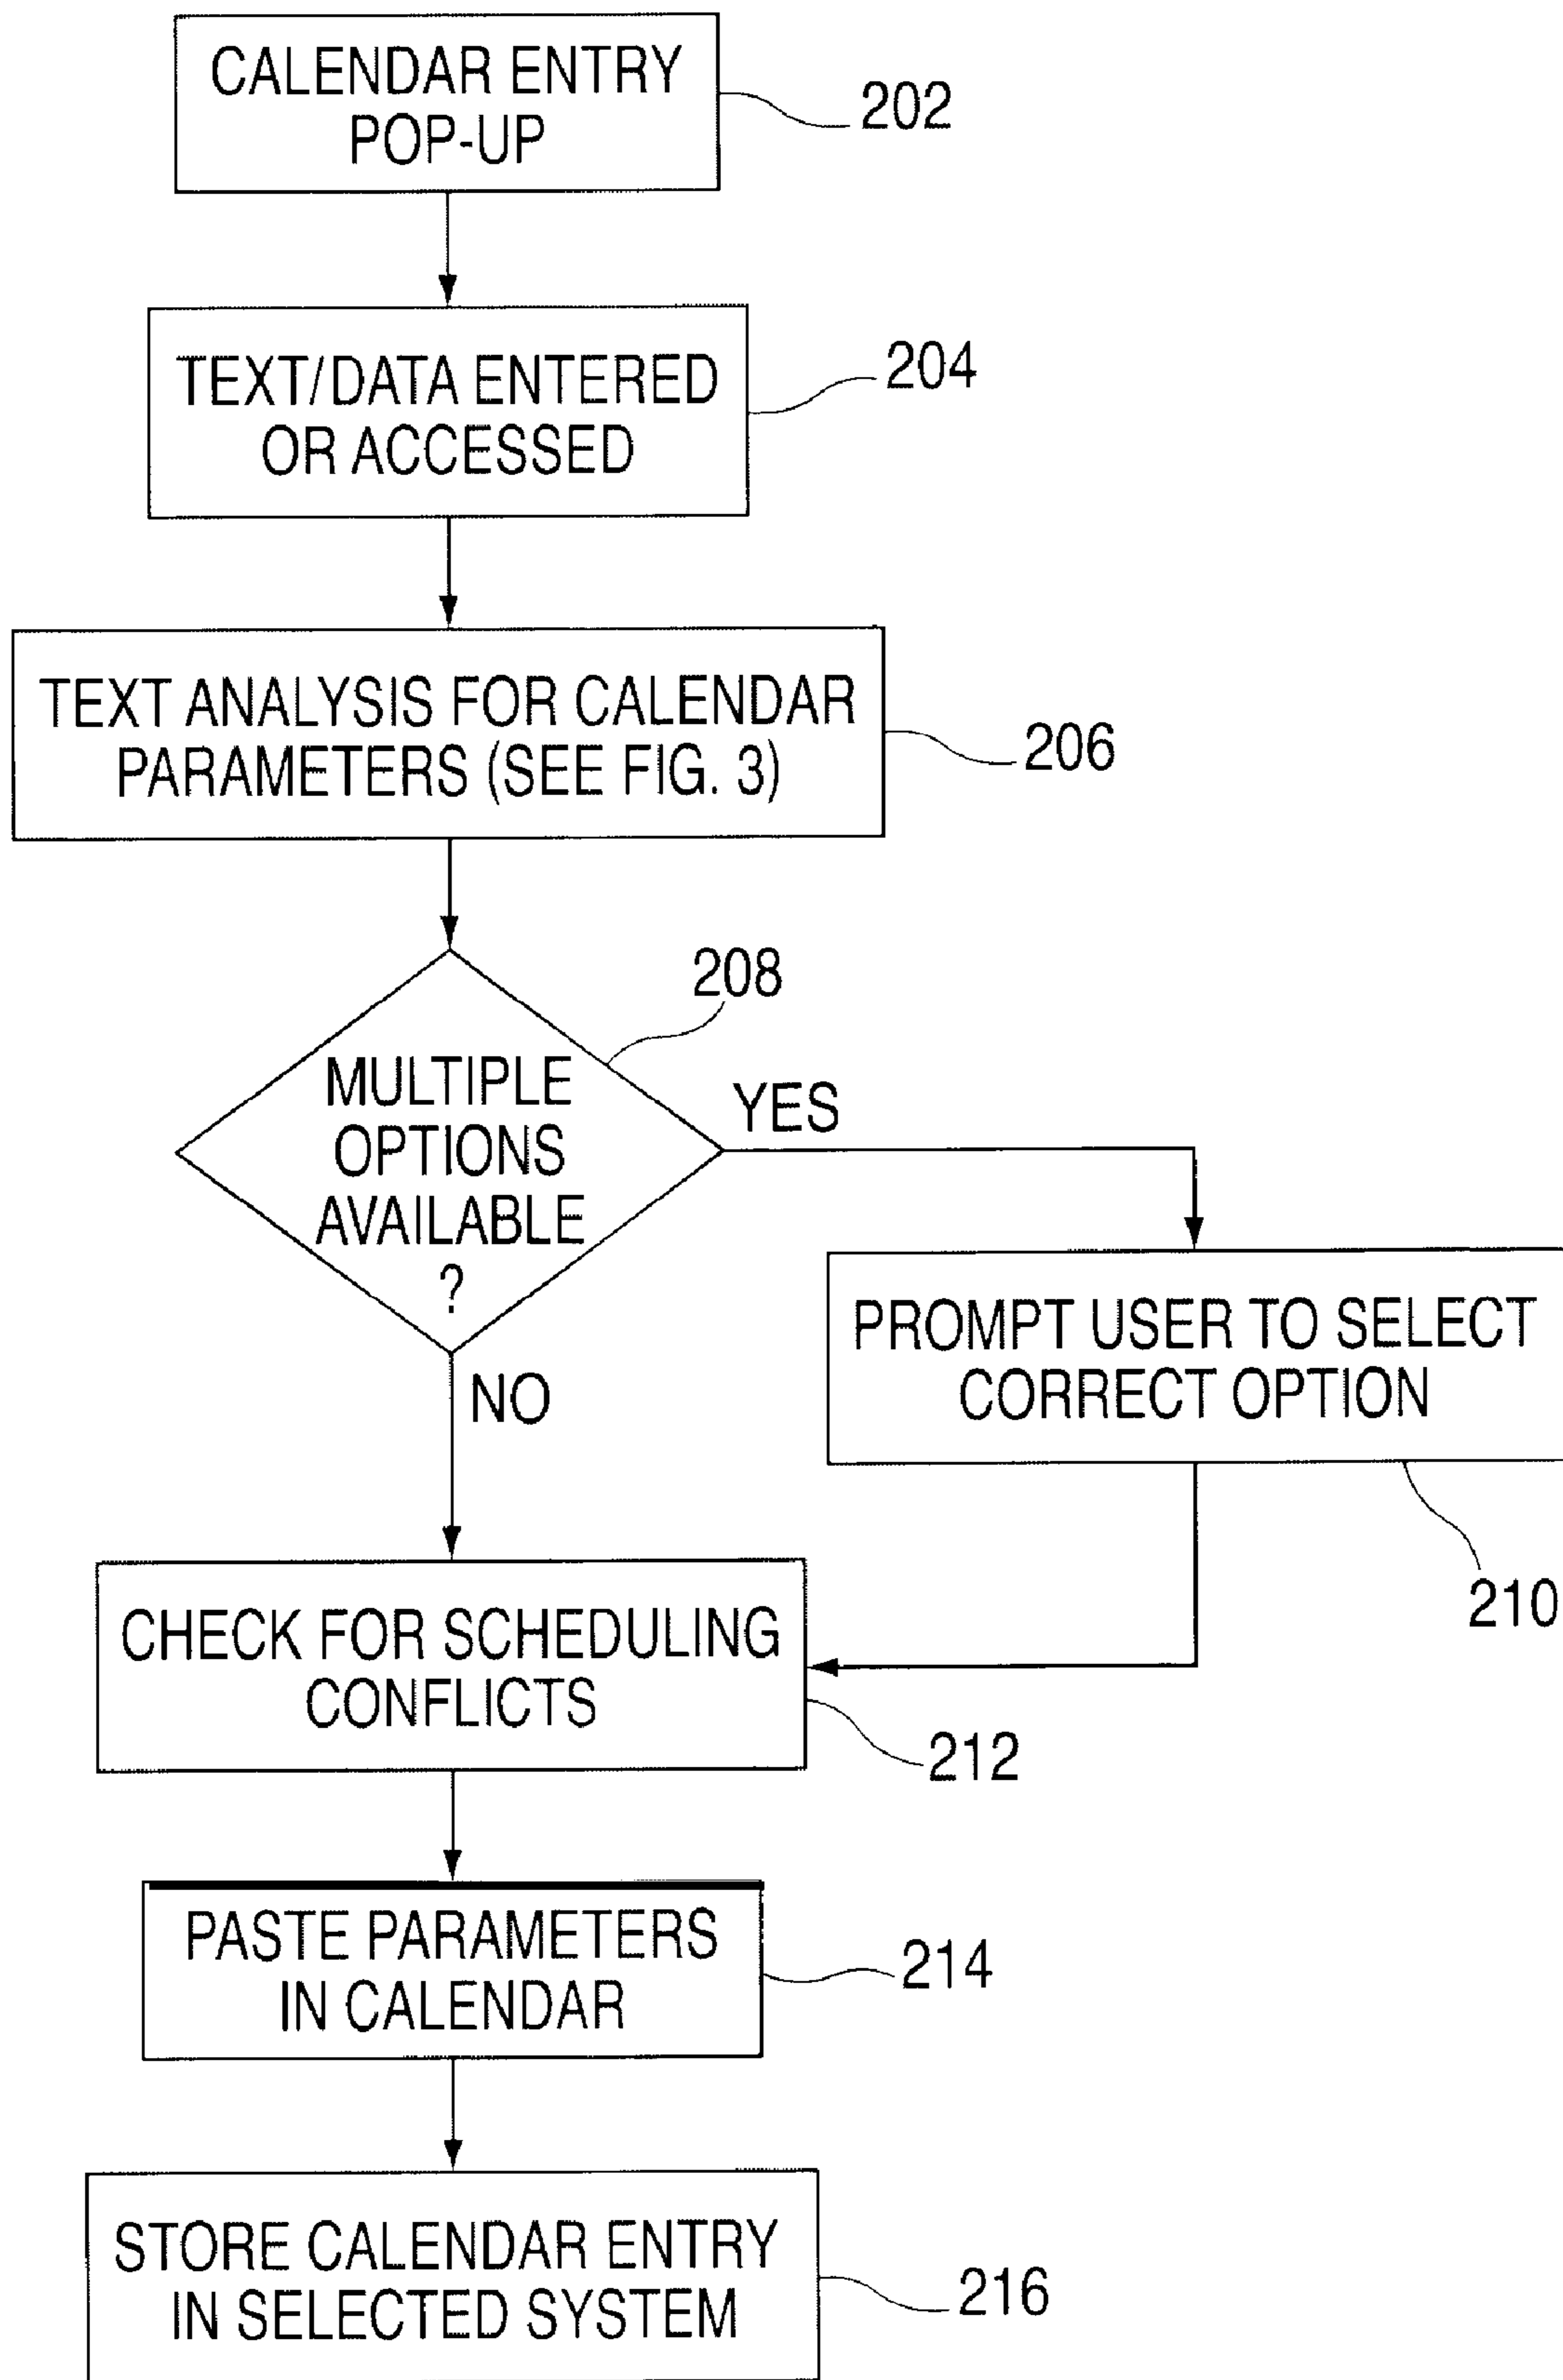 CALENDAR ENTRY
POP-UP
202
TEXT/DATA ENTERED
OR ACCESSED
204
TEXT ANALYSIS FOR CALENDAR
PARAMETERS (SEE FIG. 3)
206
208
MULTIPLE
OPTIONS
AVAILABLE
?
YES
NO
PROMPT USER TO SELECT
CORRECT OPTION
210
CHECK FOR SCHEDULING
CONFLICTS
212
PASTE PARAMETERS
IN CALENDAR
214
STORE CALENDAR ENTRY
IN SELECTED SYSTEM
216